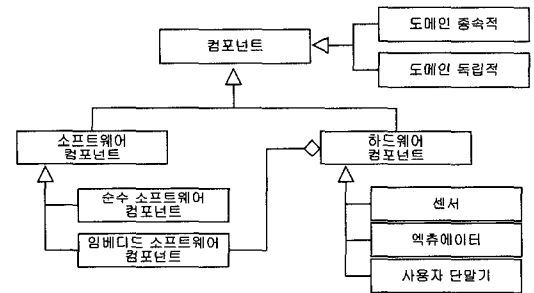 도메인 종속적
컴포넌트
도메인 독립적
소프트웨어
컴포넌트
하드웨어
컴포넌트
순수 소프트웨어
컴포넌트
센서
임베디드 소프트웨어
컴포넌트
엑츄에이터
사용자 단말기